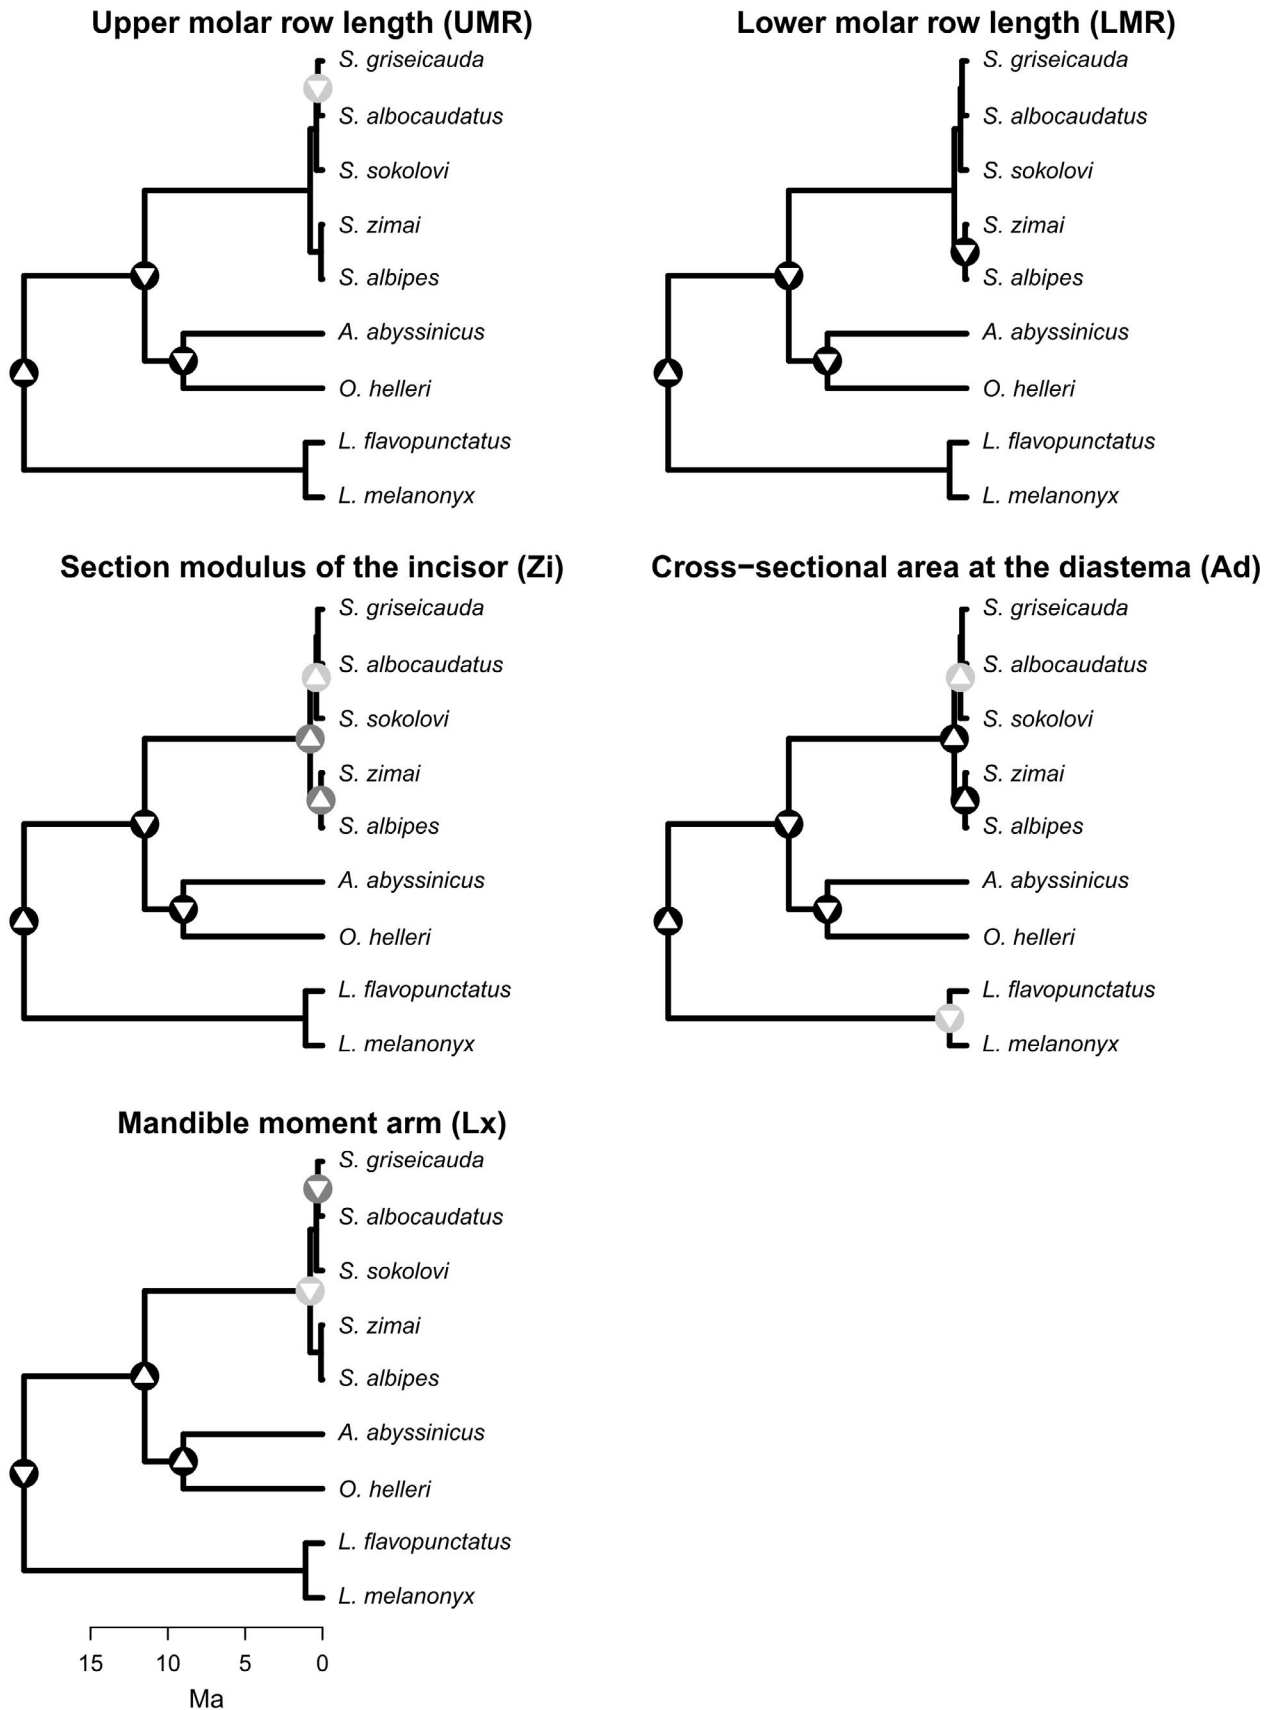 Upper molar row length (UMR)
S. griseicauda
S. albocaudatus
S. sokolovi
S. zimai
S. albipes
A. abyssinicus
O. helleri
L. flavopunctatus
L. melanonyx
Lower molar row length (LMR)
S. griseicauda
S. albocaudatus
S. sokolovi
S. zimai
S. albipes
A. abyssinicus
O. helleri
L. flavopunctatus
L. melanonyx
Section modulus of the incisor (Zi)
S. griseicauda
S. albocaudatus
S. sokolovi
S. zimai
S. albipes
A. abyssinicus
O. helleri
L. flavopunctatus
L. melanonyx
Cross−sectional area at the diastema (Ad)
S. griseicauda
S. albocaudatus
S. sokolovi
S. zimai
S. albipes
A. abyssinicus
O. helleri
L. flavopunctatus
L. melanonyx
Mandible moment arm (Lx)
S. griseicauda
S. albocaudatus
S. sokolovi
S. zimai
S. albipes
A. abyssinicus
O. helleri
L. flavopunctatus
L. melanonyx
15 10 5 0
Ma